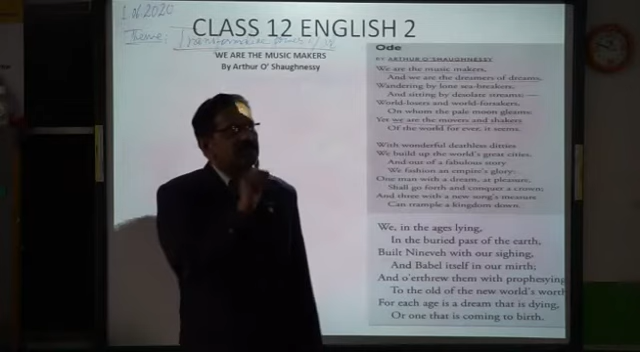 1.06.2020
CLASS 12 ENGLISH 2
Theme:
WE ARE THE MUSIC MAKERS
By Arthur O' Shaughnessy
Ode
BY ARTHUR O'SHAUGHNESSY
We are the music makers,
And we are the dreamers of dreams,
Wandering by lone sea-breakers,
And sitting by desolate streams;—
World-losers and world-forsakers,
On whom the pale moon gleams:
Yet we are the movers and shakers
Of the world for ever, it seems.
With wonderful deathless ditties
We build up the world's great cities,
And out of a fabulous story
We fashion an empire's glory:
One man with a dream, at pleasure,
Shall go forth and conquer a crown;
And three with a new song's measure
Can trample a kingdom down.
We, in the ages lying,
In the buried past of the earth,
Built Nineveh with our sighing,
And Babel itself in our mirth;
And o'erthrew them with prophesying
To the old of the new world's worth
For each age is a dream that is dying,
Or one that is coming to birth.